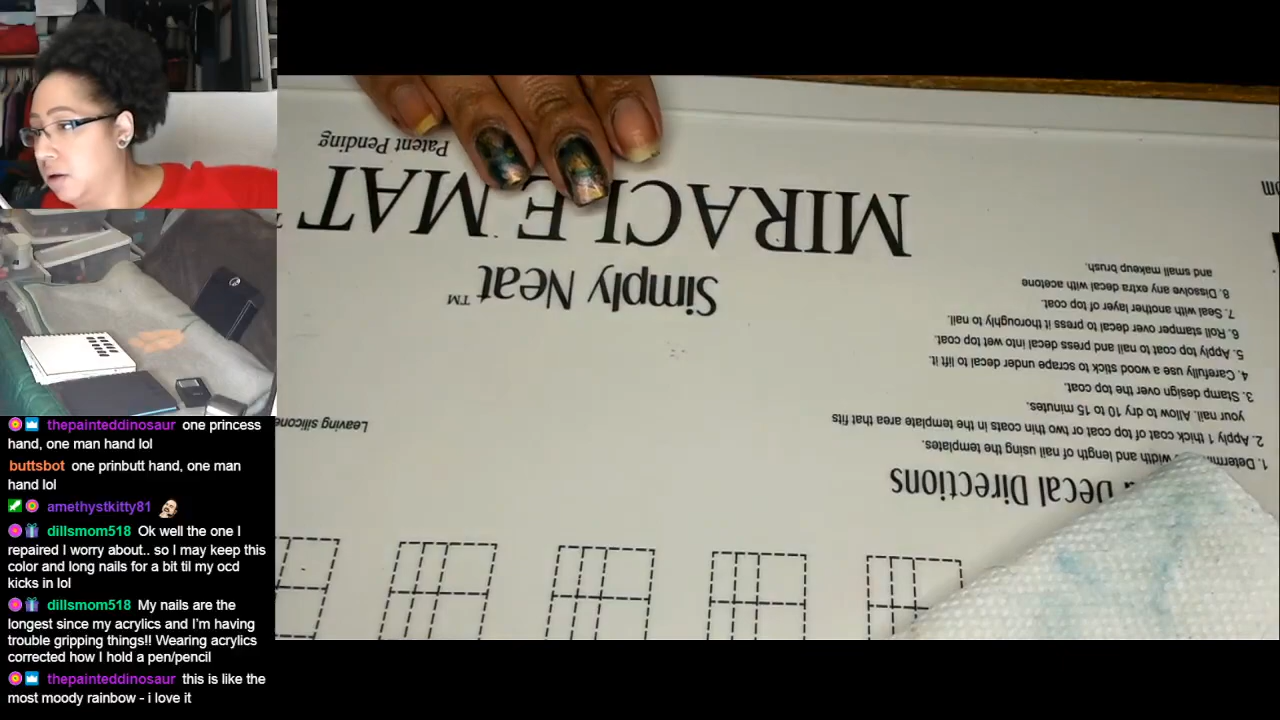 thepainteddinosaur one princess
hand, one man hand lol
buttsbot one prinbutt hand, one man
hand lol
amethystkitty81
dillsmom518 Ok well the one I
repaired I worry about.. so I may keep this
color and long nails for a bit til my ocd
kicks in lol
dillsmom518 My nails are the
longest since my acrylics and I'm having
trouble gripping things!! Wearing acrylics
corrected how I hold a pen/pencil
thepainteddinosaur this is like the
most moody rainbow - i love it
Decal Directions
1. Determine width and length of nail using the templates.
2. Apply 1 thick coat of top coat or two thin coats in the template area that fits
your nail. Allow to dry 10 to 15 minutes.
3. Stamp design over the top coat.
4. Carefully use a wood stick to scrape under decal to lift it
5. Apply top coat to nail and press decal into wet top coat.
6. Roll stamper over decal to press it thoroughly to nail.
7. Seal with another layer of top coat.
8. Dissolve any extra decal with acetone
and small makeup brush.
Leaving silicone
Simply Neat™
MIRACLE MAT
Patent Pending
om